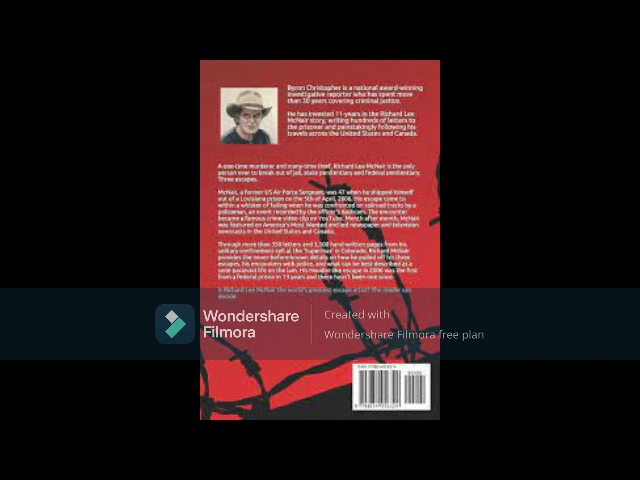 Byron Christopher is a national award-winning
investigative reporter who has spent more
than 30 years covering criminal justice.
He has invested 11-years in the Richard Lee
McNair story, writing hundreds of letters to
the prisoner and painstakingly following his
travels across the United States and Canada.
A one-time murderer and many-time thief, Richard Lee McNair is the only
person ever to break out of jail, state penitentiary and federal penitentiary.
Three escapes.
McNair, a former US Air Force Sergeant, was 47 when he shipped himself
out of a Louisiana prison on the 5th of April, 2006. His escape came to
within a whisker of failing when he was confronted on railroad tracks by a
policeman, an event recorded by the officer's dashcam. The encounter
became a famous crime video clip on YouTube. Month after month, McNair
was featured on America's Most Wanted and led newspaper and television
newscasts in the United States and Canada.
Through more than 350 letters and 3,500 hand-written pages from his
solitary confinement cell at the 'Supermax' in Colorado, Richard McNair
provides the never-before-known details on how he pulled off his three
escapes, his encounters with police, and what can be best described as a
semi-paranoid life on the lam. His Houdini-like escape in 2006 was the first
from a federal prison in 13 years and there hasn't been one since.
Is Richard Lee McNair the world's greatest escape artist? The reader can
decide.
Wondershare
Filmora
Created with
Wondershare Filmora free plan